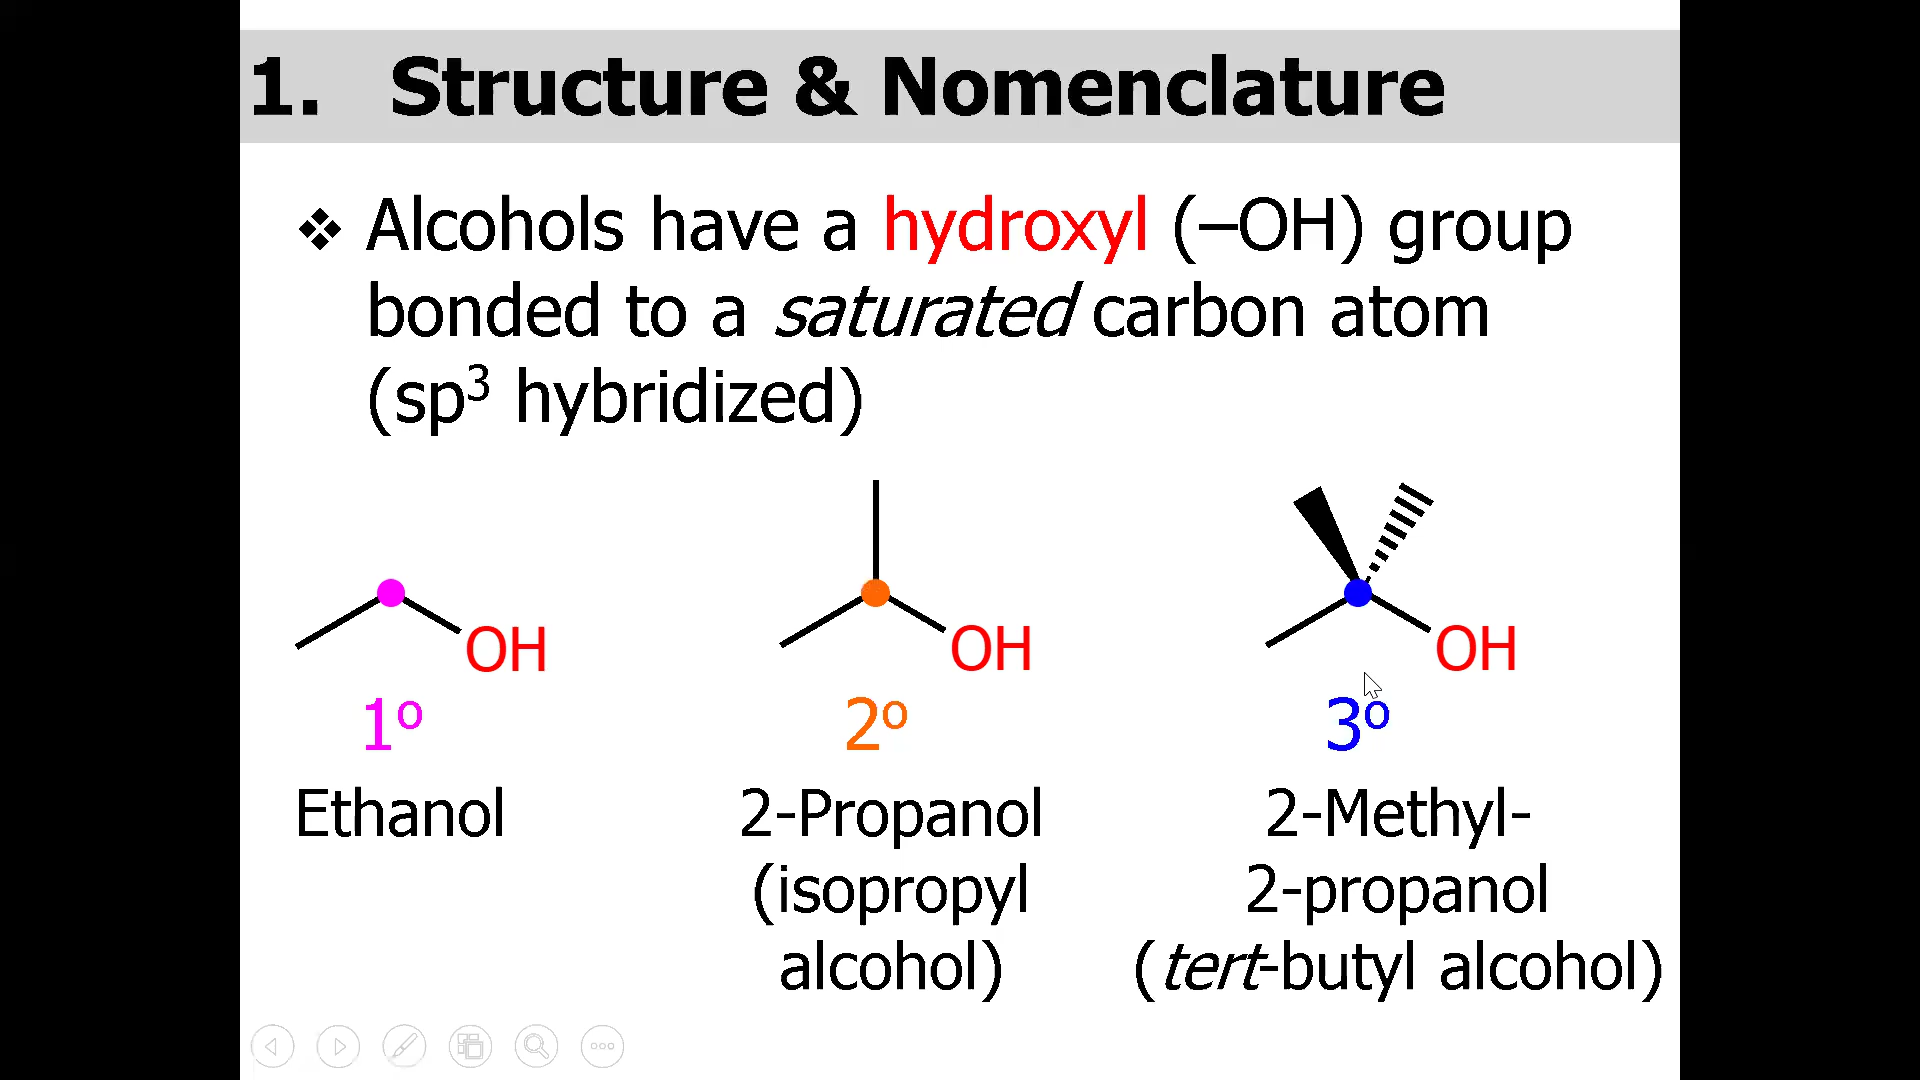 1. Structure & Nomenclature
❖ Alcohols have a hydroxyl (–OH) group
bonded to a saturated carbon atom
(sp³ hybridized)
OH
OH
OH
1º
2º
3º
Ethanol
2-Propanol
(isopropyl
alcohol)
2-Methyl-
2-propanol
(tert-butyl alcohol)